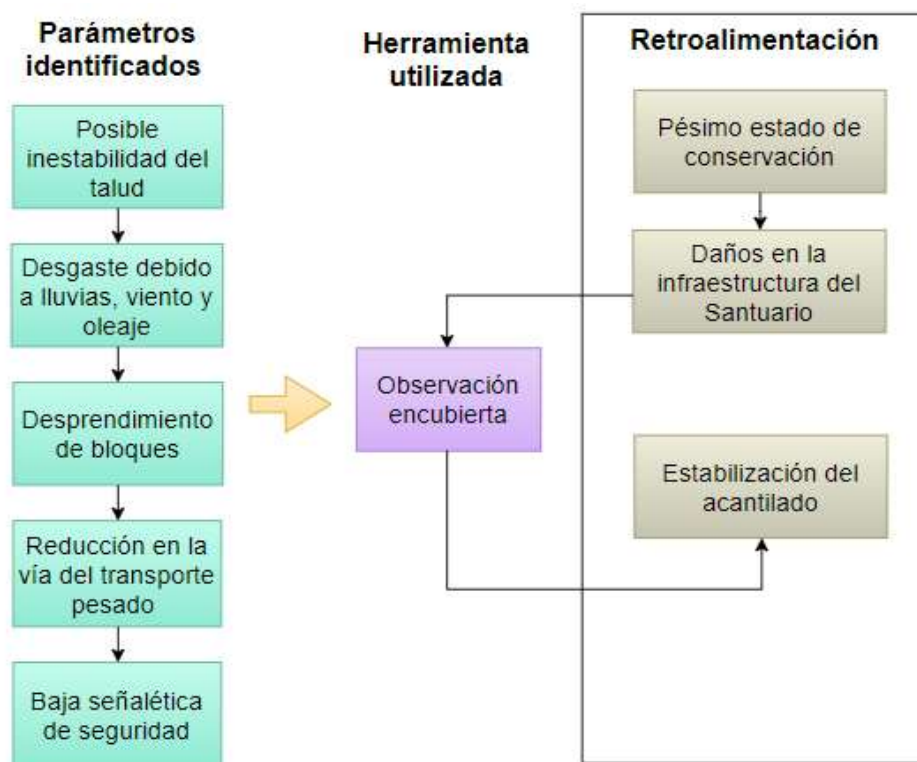 Parámetros
identificados
Posible
inestabilidad del
talud
Desgaste debido
a lluvias, viento y
oleaje
Desprendimiento
de bloques
Reducción en la
vía del transporte
pesado
Baja señalética
de seguridad
Herramienta
utilizada
Observación
encubierta
Retroalimentación
Pésimo estado de
conservación
Daños en la
infraestructura del
Santuario
Estabilización del
acantilado